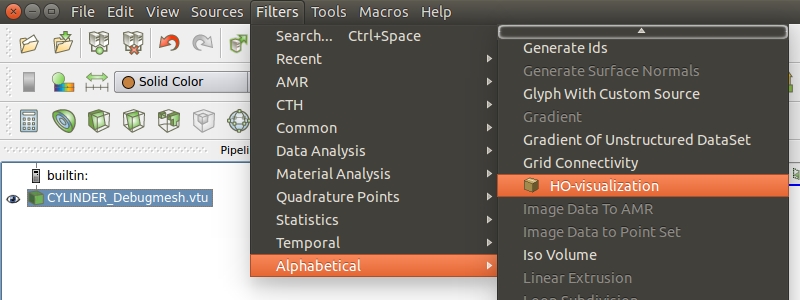 File Edit View Sources Filters Tools Macros Help
Search... Ctrl+Space
Recent
AMR
CTH
Common
Data Analysis
Material Analysis
Quadrature Points
Statistics
Temporal
Alphabetical
Generate Ids
Generate Surface Normals
Glyph With Custom Source
Gradient
Gradient Of Unstructured DataSet
Grid Connectivity
HO-visualization
Image Data To AMR
Image Data to Point Set
Iso Volume
Linear Extrusion
Loop Subdivision
Solid Color
Pipeli
builtin:
CYLINDER_Debugmesh.vtu